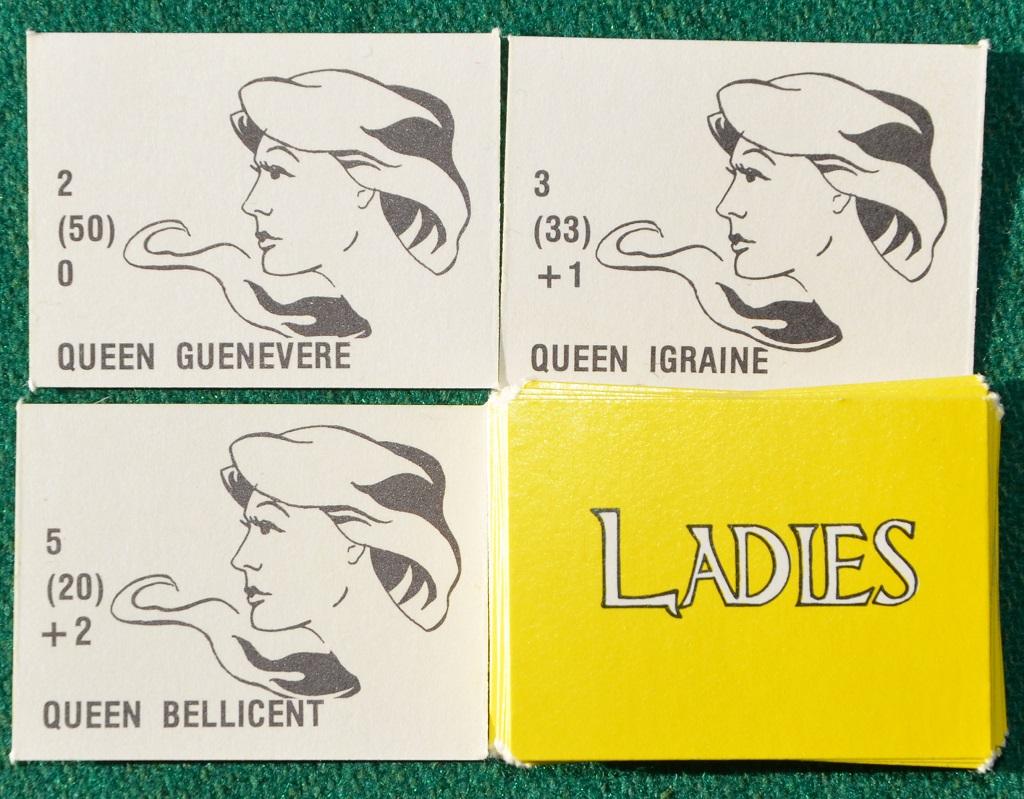 2
(50)
0
QUEEN GUENEVERE
3
(33)
+1
QUEEN IGRAINE
5
(20)
+2
QUEEN BELLICENT
LADIES